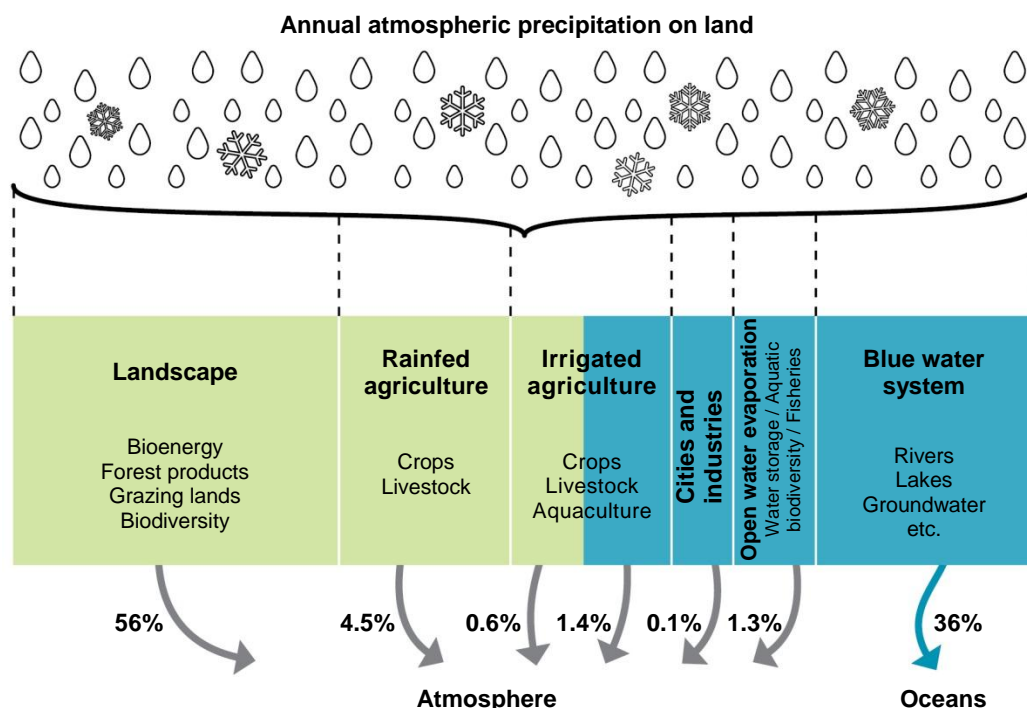 Annual atmospheric precipitation on land
Landscape
Bioenergy
Forest products
Grazing lands
Biodiversity
Rainfed
agriculture
Crops
Livestock
Irrigated
agriculture
Crops
Livestock
Aquaculture
Cities and
industries
Open water evaporation
Water storage / Aquatic
biodiversity / Fisheries
Blue water
system
Rivers
Lakes
Groundwater
etc.
56%
4.5%
0.6%
1.4%
0.1%
1.3%
36%
Atmosphere
Oceans